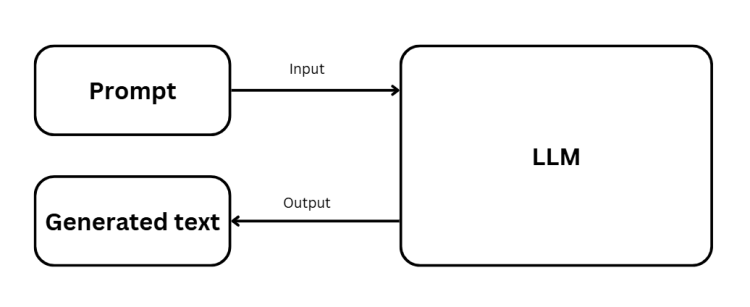 Prompt
Input
LLM
Output
Generated text